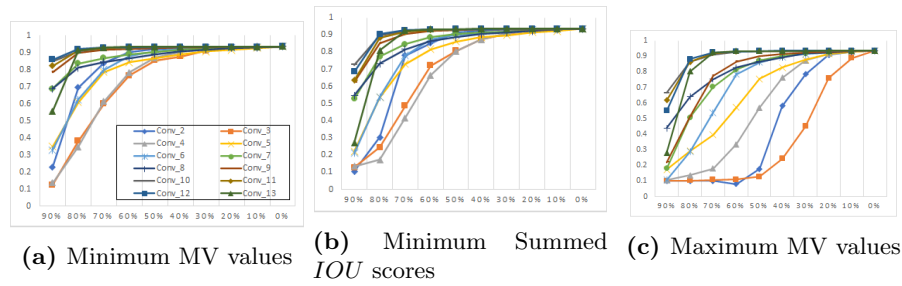 1
0.9
0.8
0.7
0.6
0.5
0.4
0.3
0.2
0.1
0
Conv_2 Conv_3
Conv_4 Conv_5
Conv_6 Conv_7
Conv_8 Conv_9
Conv_10 Conv_11
Conv_12 Conv_13
90% 80% 70% 60% 50% 40% 30% 20% 10% 0%
(a) Minimum MV values
1
0.9
0.8
0.7
0.6
0.5
0.4
0.3
0.2
0.1
0
90% 80% 70% 60% 50% 40% 30% 20% 10% 0%
(b) Minimum Summed
IOU scores
1
0.9
0.8
0.7
0.6
0.5
0.4
0.3
0.2
0.1
0
90% 80% 70% 60% 50% 40% 30% 20% 10% 0%
(c) Maximum MV values